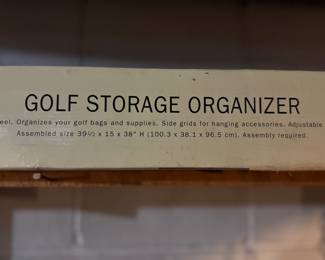 GOLF STORAGE ORGANIZER
eel. Organizes your golf bags and supplies. Side grids for hanging accessories. Adjustable
Assembled size 39½ x 15 x 38" H (100.3 x 38.1 x 96.5 cm). Assembly required.